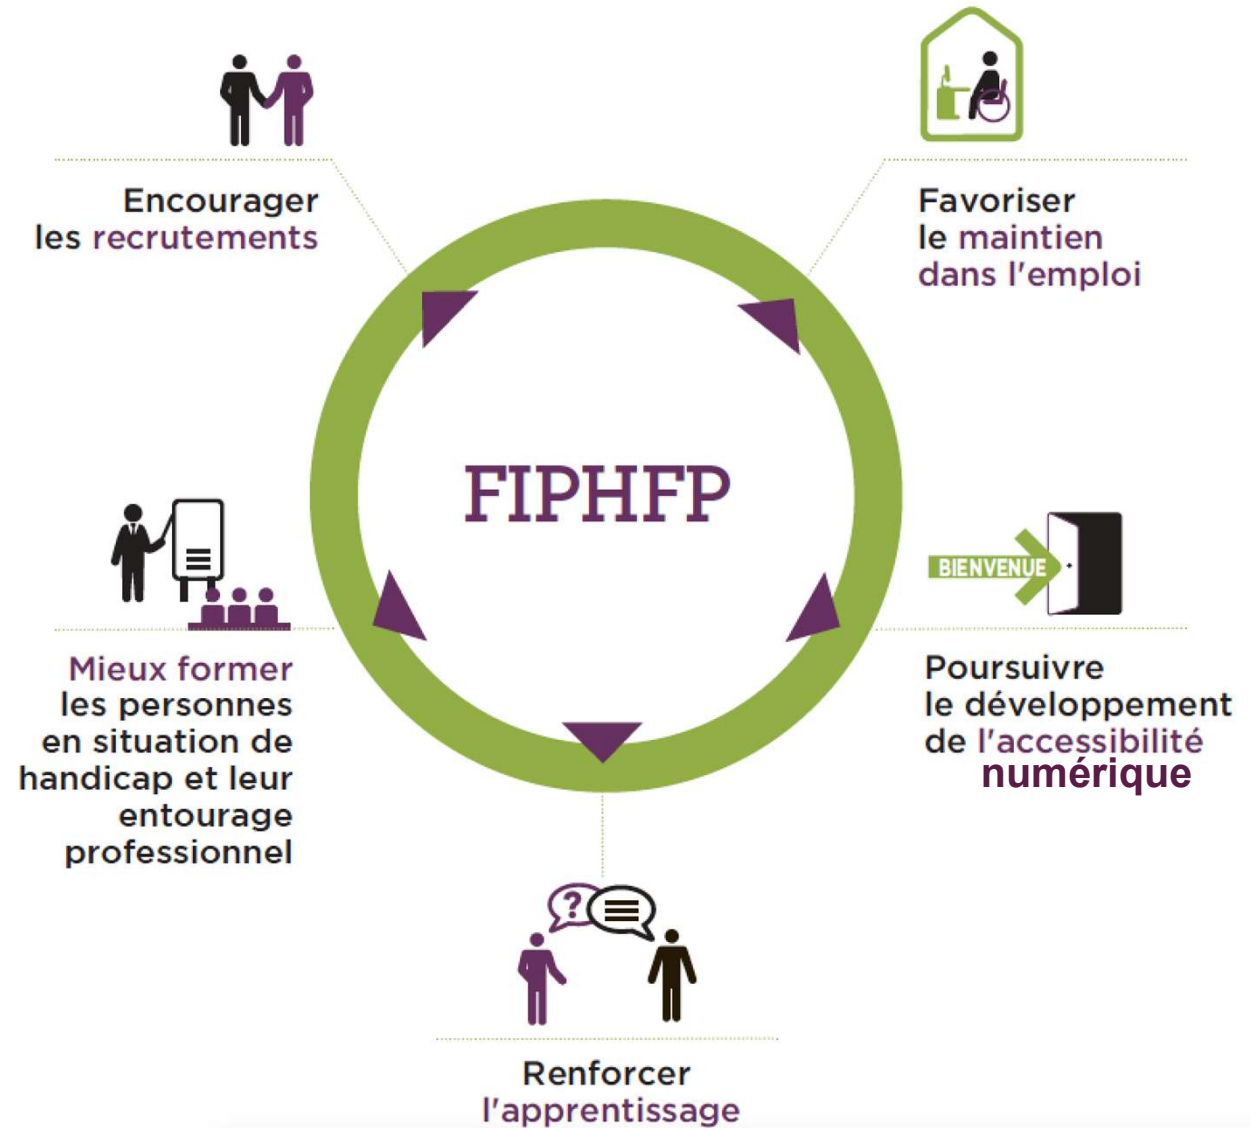 Encourager
les recrutements
Favoriser
le maintien
dans l'emploi
FIPHFP
BIENVENUE
Mieux former
les personnes
en situation de
handicap et leur
entourage
professionnel
Poursuivre
le développement
de l'accessibilité
numérique
?
Renforcer
l'apprentissage